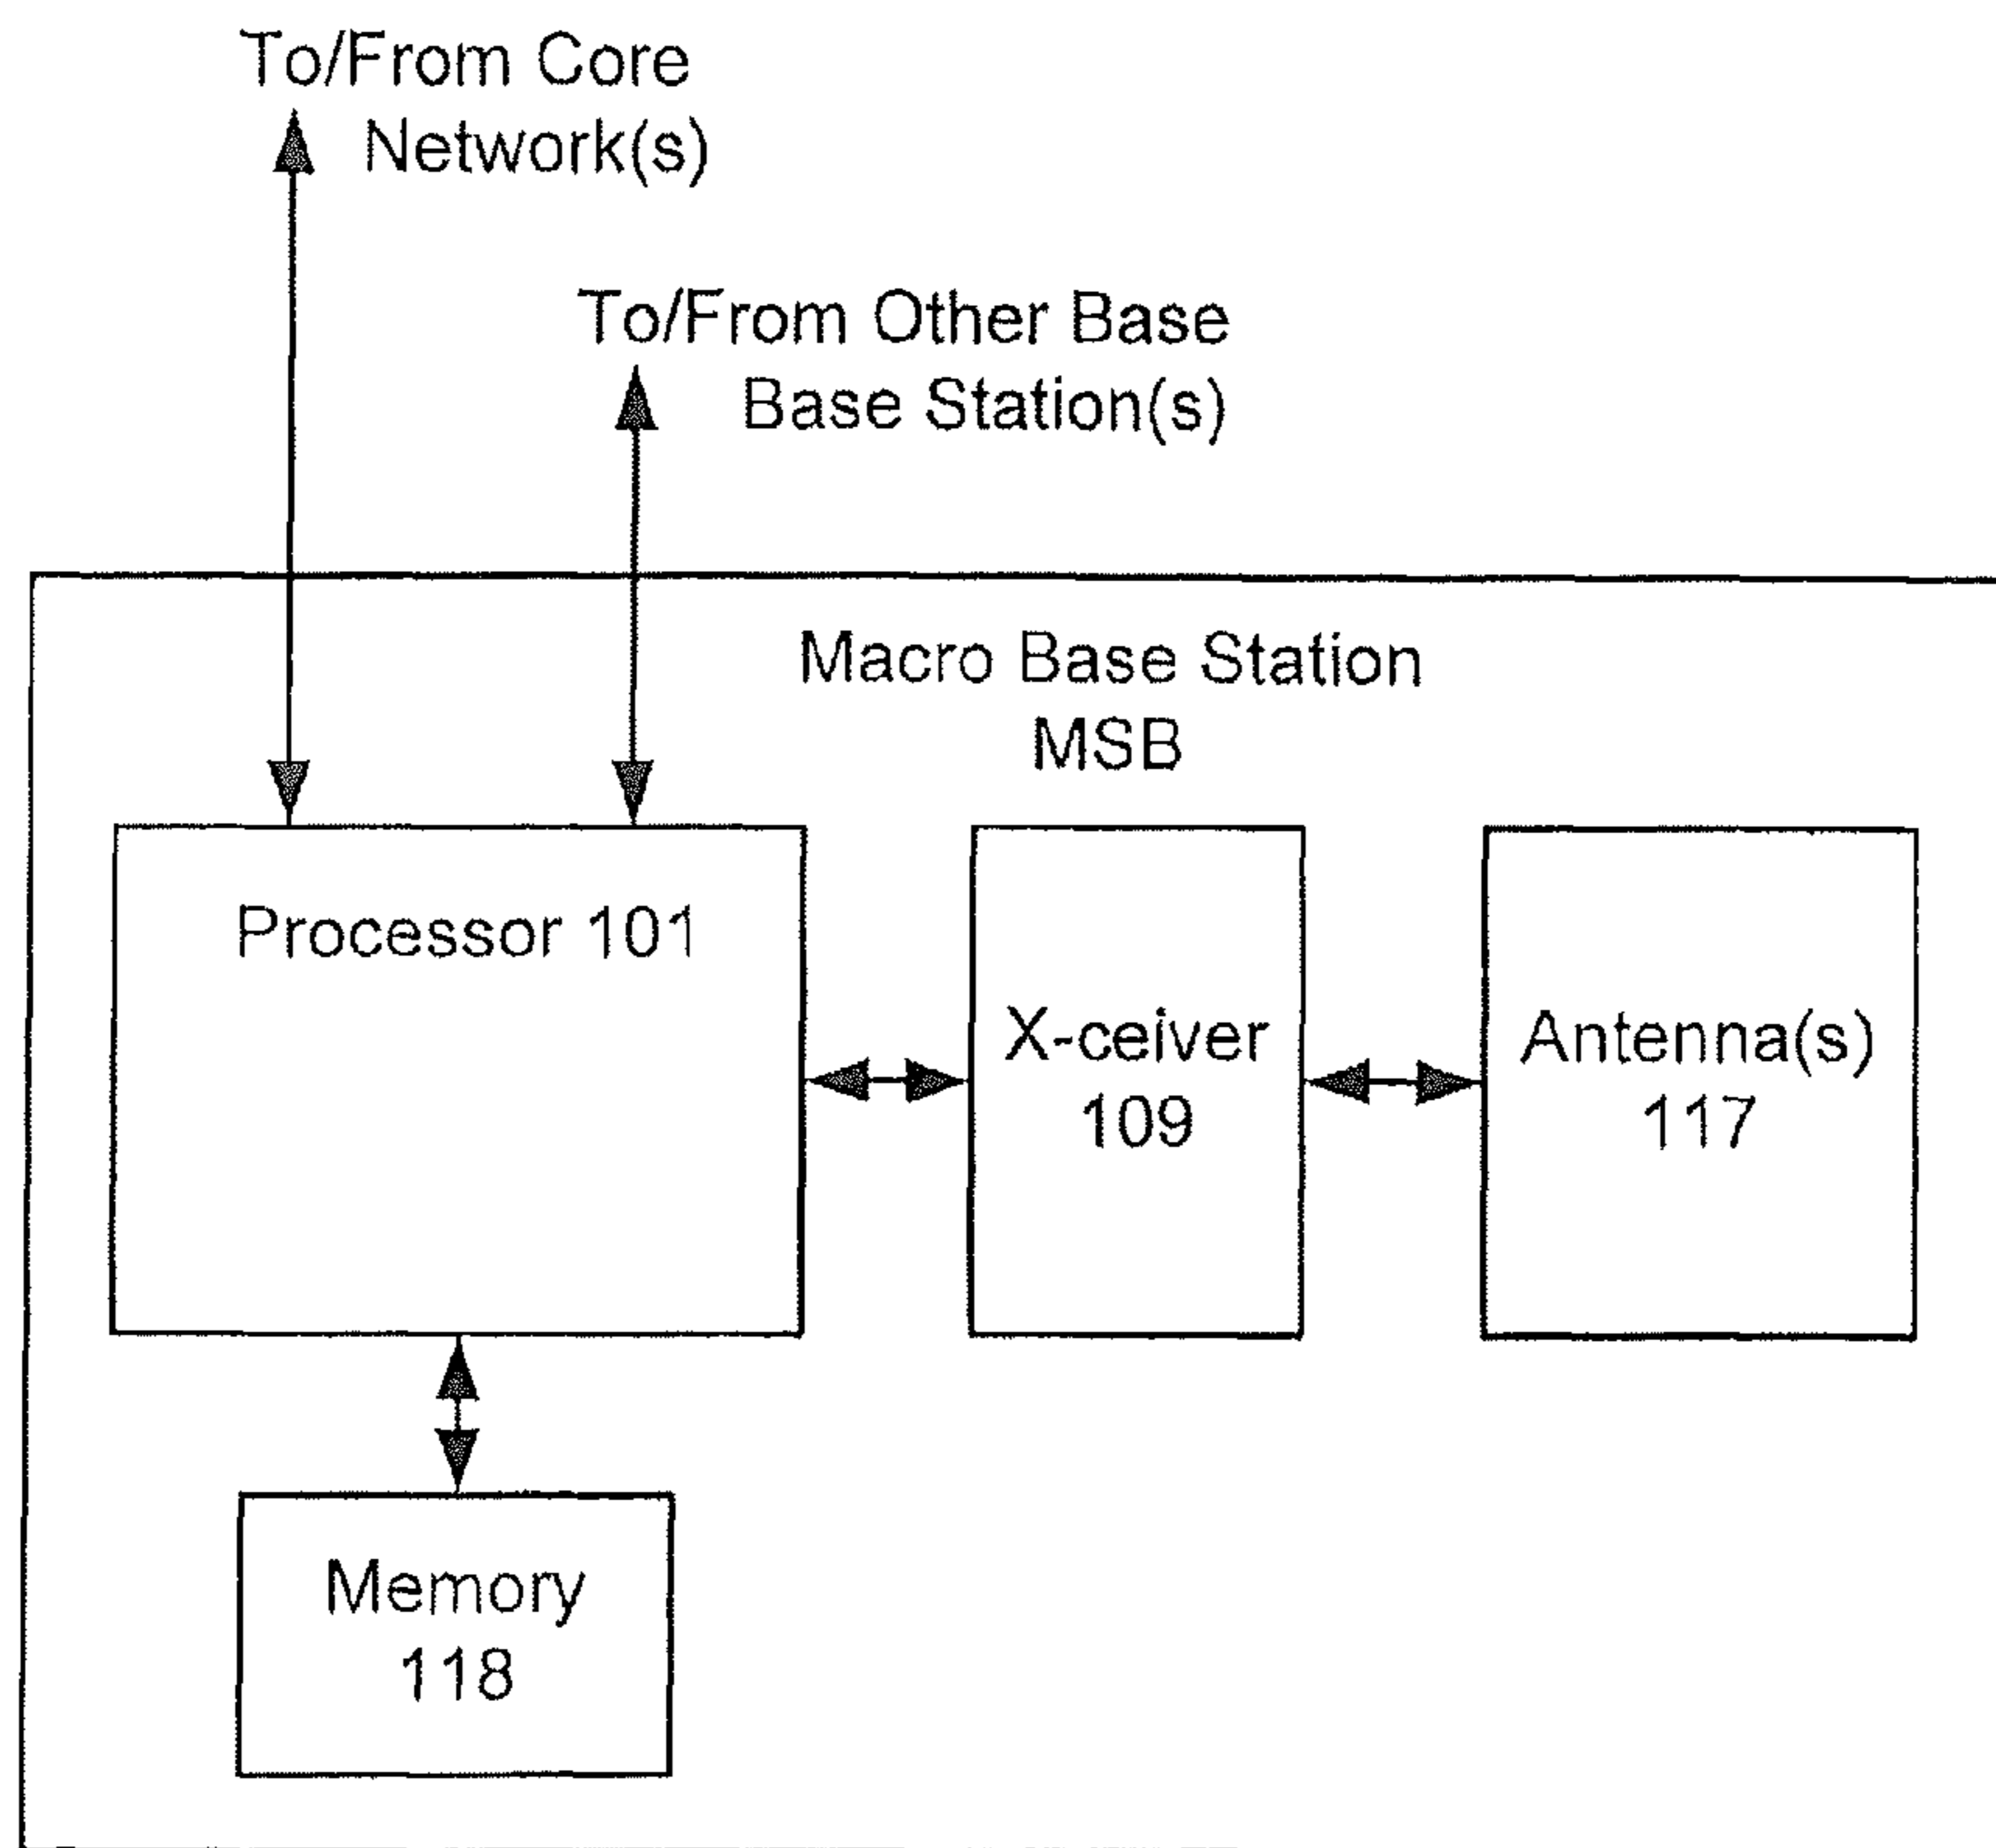 To/From Core
Network(s)
To/From Other Base
Base Station(s)
Macro Base Station
MSB
Processor 101
X-ceiver
109
Antenna(s)
117
Memory
118